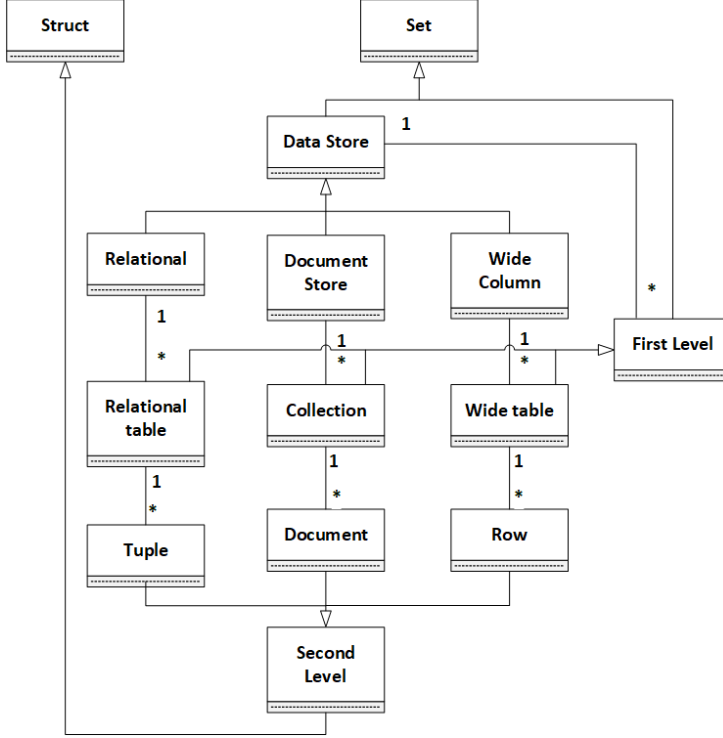 Struct
Set
1
Data Store
Relational
Document
Store
Wide
Column
1
*
1
*
1
*
*
First Level
Relational
table
Collection
Wide table
1
*
1
*
1
*
Tuple
Document
Row
Second
Level